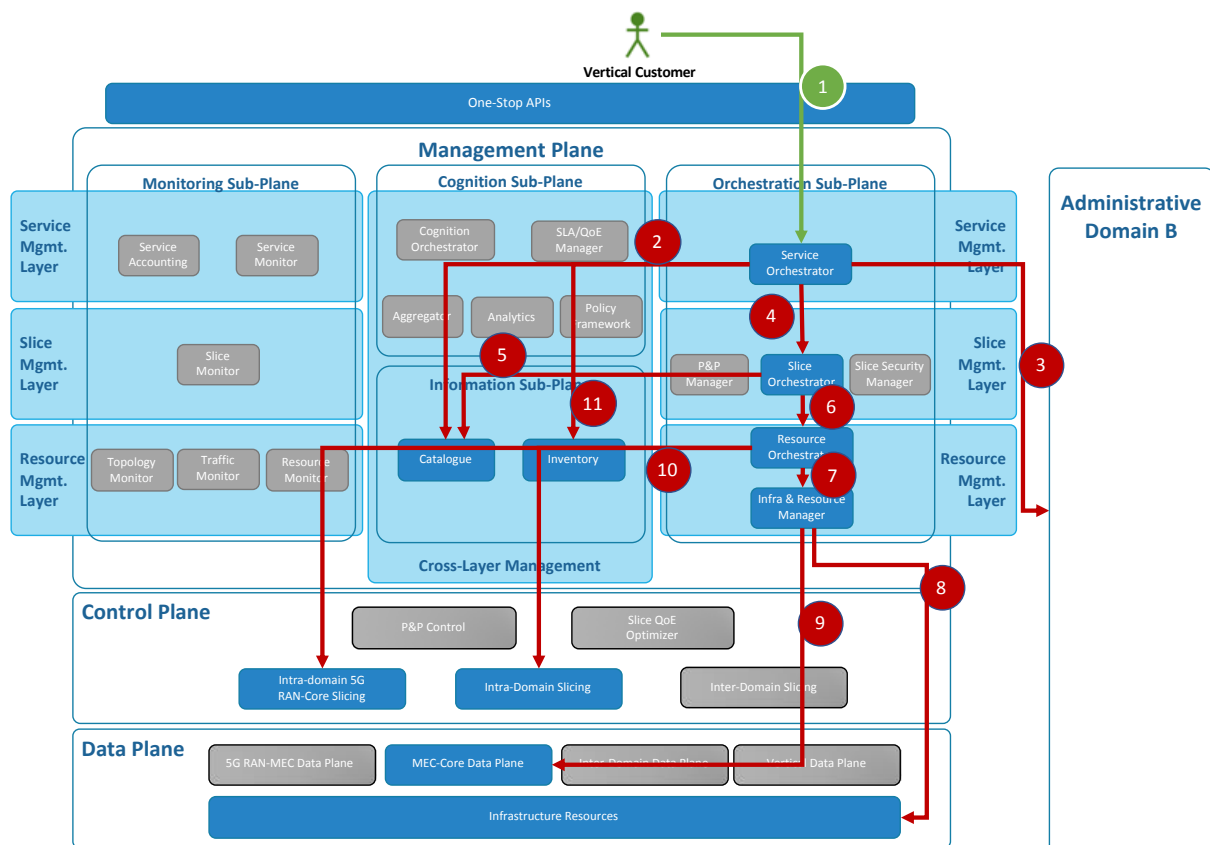 Vertical Customer
1
One-Stop APIs
Management Plane
Monitoring Sub-Plane
Cognition Sub-Plane
Orchestration Sub-Plane
Administrative
Domain B
Service
Mgmt.
Layer
Service
Accounting
Service
Monitor
Cognition
Orchestrator
SLA/QoE
Manager
2
Service
Orchestrator
Service
Mgmt.
Layer
Aggregator
Analytics
Policy
Framework
4
Slice
Mgmt.
Layer
Slice
Monitor
5
P&P
Manager
Slice
Orchestrator
Slice Security
Manager
Slice
Mgmt.
Layer
3
Information Sub-Plane
11
6
Resource
Mgmt.
Layer
Topology
Monitor
Traffic
Monitor
Resource
Monitor
Catalogue
Inventory
10
Resource
Orchestrator
7
Infra & Resource
Manager
Resource
Mgmt.
Layer
Cross-Layer Management
8
Control Plane
P&P Control
Slice QoE
Optimizer
9
Intra-domain 5G
RAN-Core Slicing
Intra-Domain Slicing
Inter-Domain Slicing
Data Plane
5G RAN-MEC Data Plane
MEC-Core Data Plane
Inter-Domain Data Plane
Vertical Data Plane
Infrastructure Resources